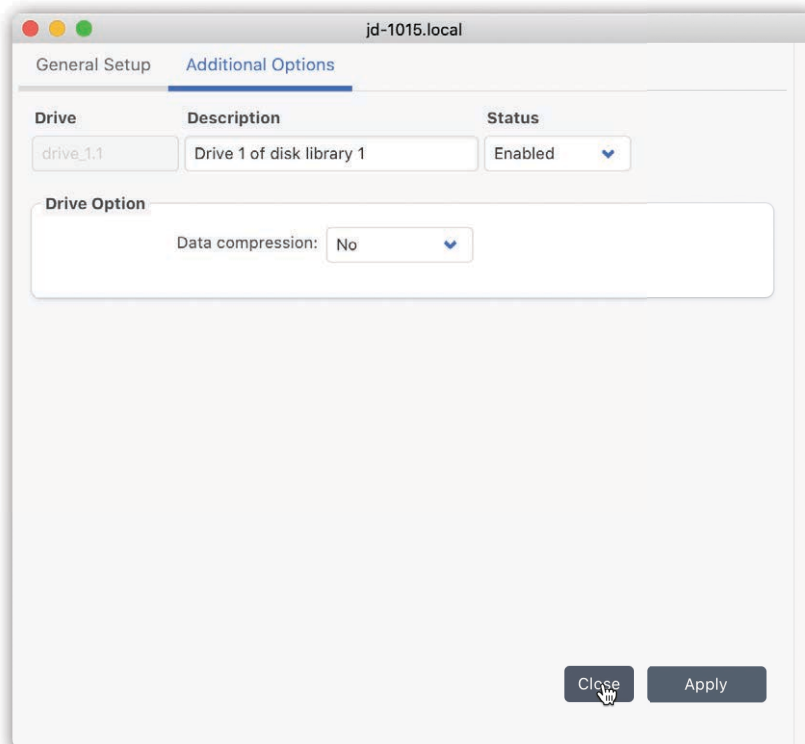 jd-1015.local
General Setup Additional Options
Drive Description Status
drive_1.1 Drive 1 of disk library 1 Enabled
Drive Option
Data compression: No
Close Apply